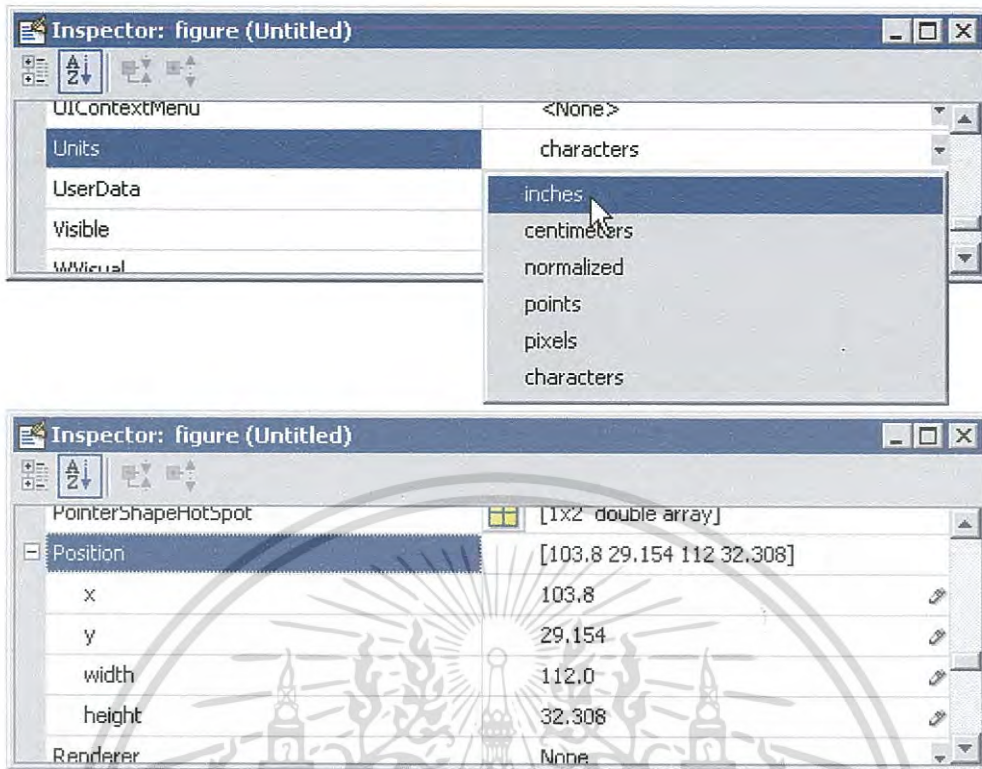 Inspector: figure (Untitled)
UIContextMenu <None>
Units characters
UserData
Visible
WVisual
inches
centimeters
normalized
points
pixels
characters
Inspector: figure (Untitled)
PointerShapeHotSpot [1x2 double array]
Position [103.8 29.154 112 32.308]
x 103.8
y 29.154
width 112.0
height 32.308
Renderer None